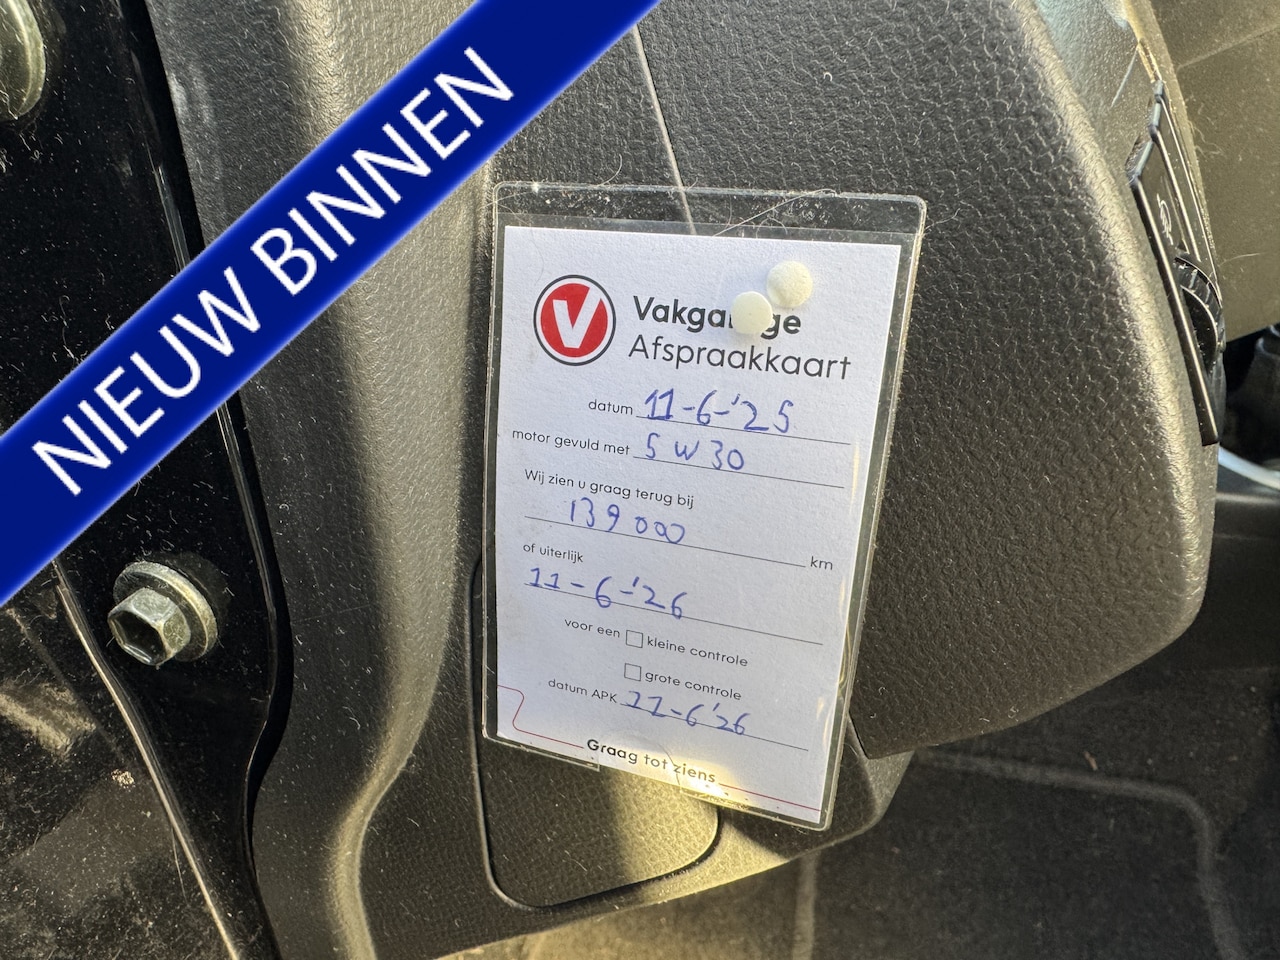 NIEUW BINNEN
V
Vakgarage
Afspraakkaart
datum 11-6-'25
motor gevuld met 5W30
Wij zien u graag terug bij
139000 km
of uiterlijk
11-6-'26
voor een kleine controle
grote controle
datum APK 11-6'26
Graag tot ziens